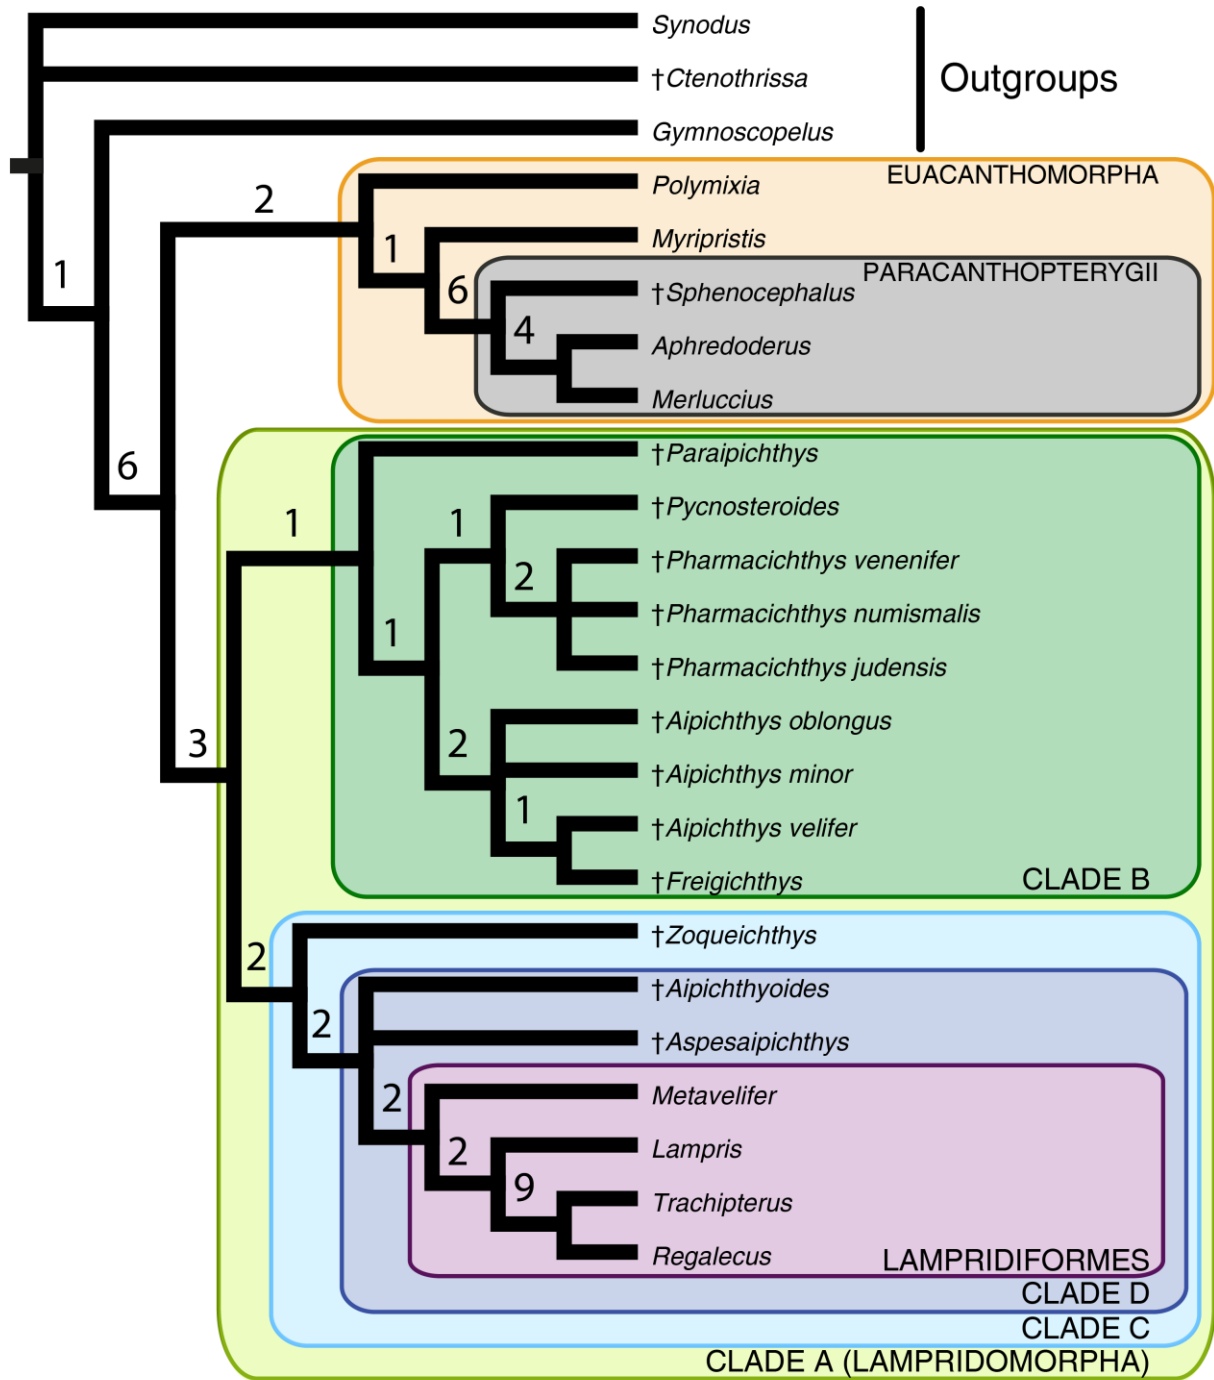 Synodus
†Ctenothrissa
Outgroups
Gymnoscopelus
EUACANTHOMORPHA
Polymixia
2
Myripristis
1
1
PARACANTHOPTERYGII
6
†Sphenocephalus
4
Aphredoderus
Merluccius
†Paraipichthys
6
†Pycnosteroides
1
1
†Pharmacichthys venenifer
2
†Pharmacichthys numismalis
1
†Pharmacichthys judensis
†Aipichthys oblongus
3
2
†Aipichthys minor
1
†Aipichthys velifer
†Freigichthys
CLADE B
†Zoqueichthys
2
†Aipichthyoides
2
†Aspesaipichthys
2
Metavelifer
2
Lampris
9
Trachipterus
Regalecus
LAMPRIDIFORMES
CLADE D
CLADE C
CLADE A (LAMPRIDOMORPHA)